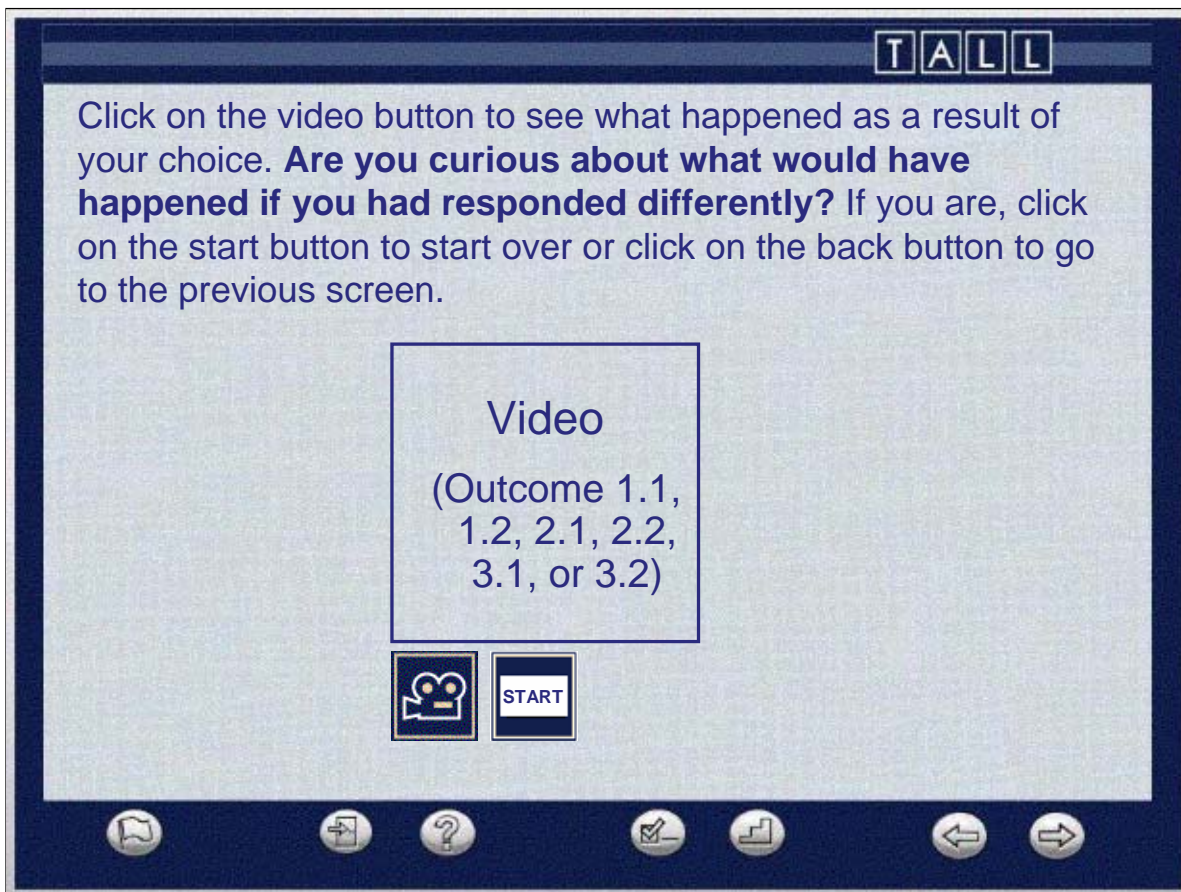 TALL
Click on the video button to see what happened as a result of
your choice. Are you curious about what would have
happened if you had responded differently? If you are, click
on the start button to start over or click on the back button to go
to the previous screen.
Video
(Outcome 1.1,
1.2, 2.1, 2.2,
3.1, or 3.2)
START